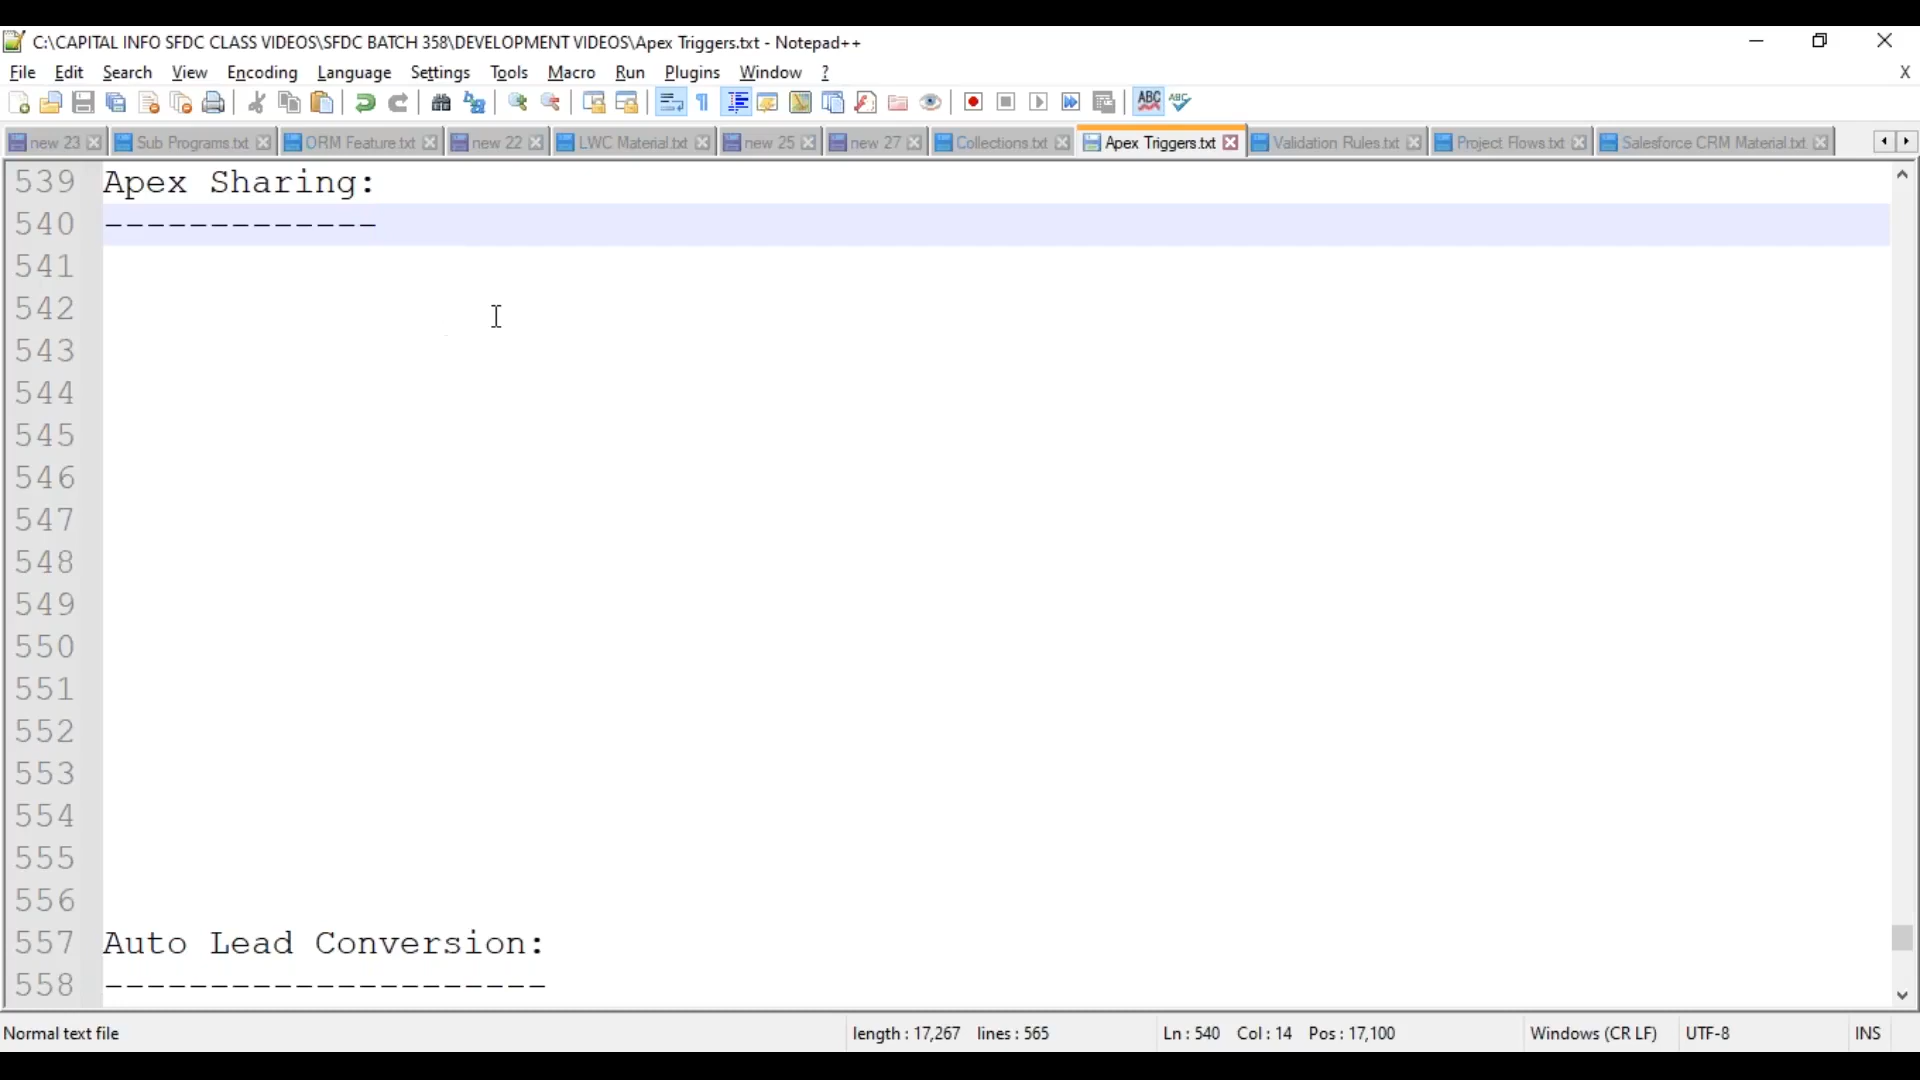 C:\CAPITAL INFO SFDC CLASS VIDEOS\SFDC BATCH 358\DEVELOPMENT VIDEOS\Apex Triggers.txt - Notepad++
File Edit Search View Encoding Language Settings Tools Macro Run Plugins Window ? X
ABC ABC
new 23 Sub Programs.txt ORM Feature.txt new 22 LWC Material.txt new 25 new 27 Collections.txt Apex Triggers.txt Validation Rules.txt Project Flows.txt Salesforce CRM Material.txt
539 Apex Sharing:
540 -------------
541
542
543
544
545
546
547
548
549
550
551
552
553
554
555
556
557 Auto Lead Conversion:
558 ---------------------
Normal text file length : 17,267 lines : 565 Ln : 540 Col : 14 Pos : 17,100 Windows (CR LF) UTF-8 INS